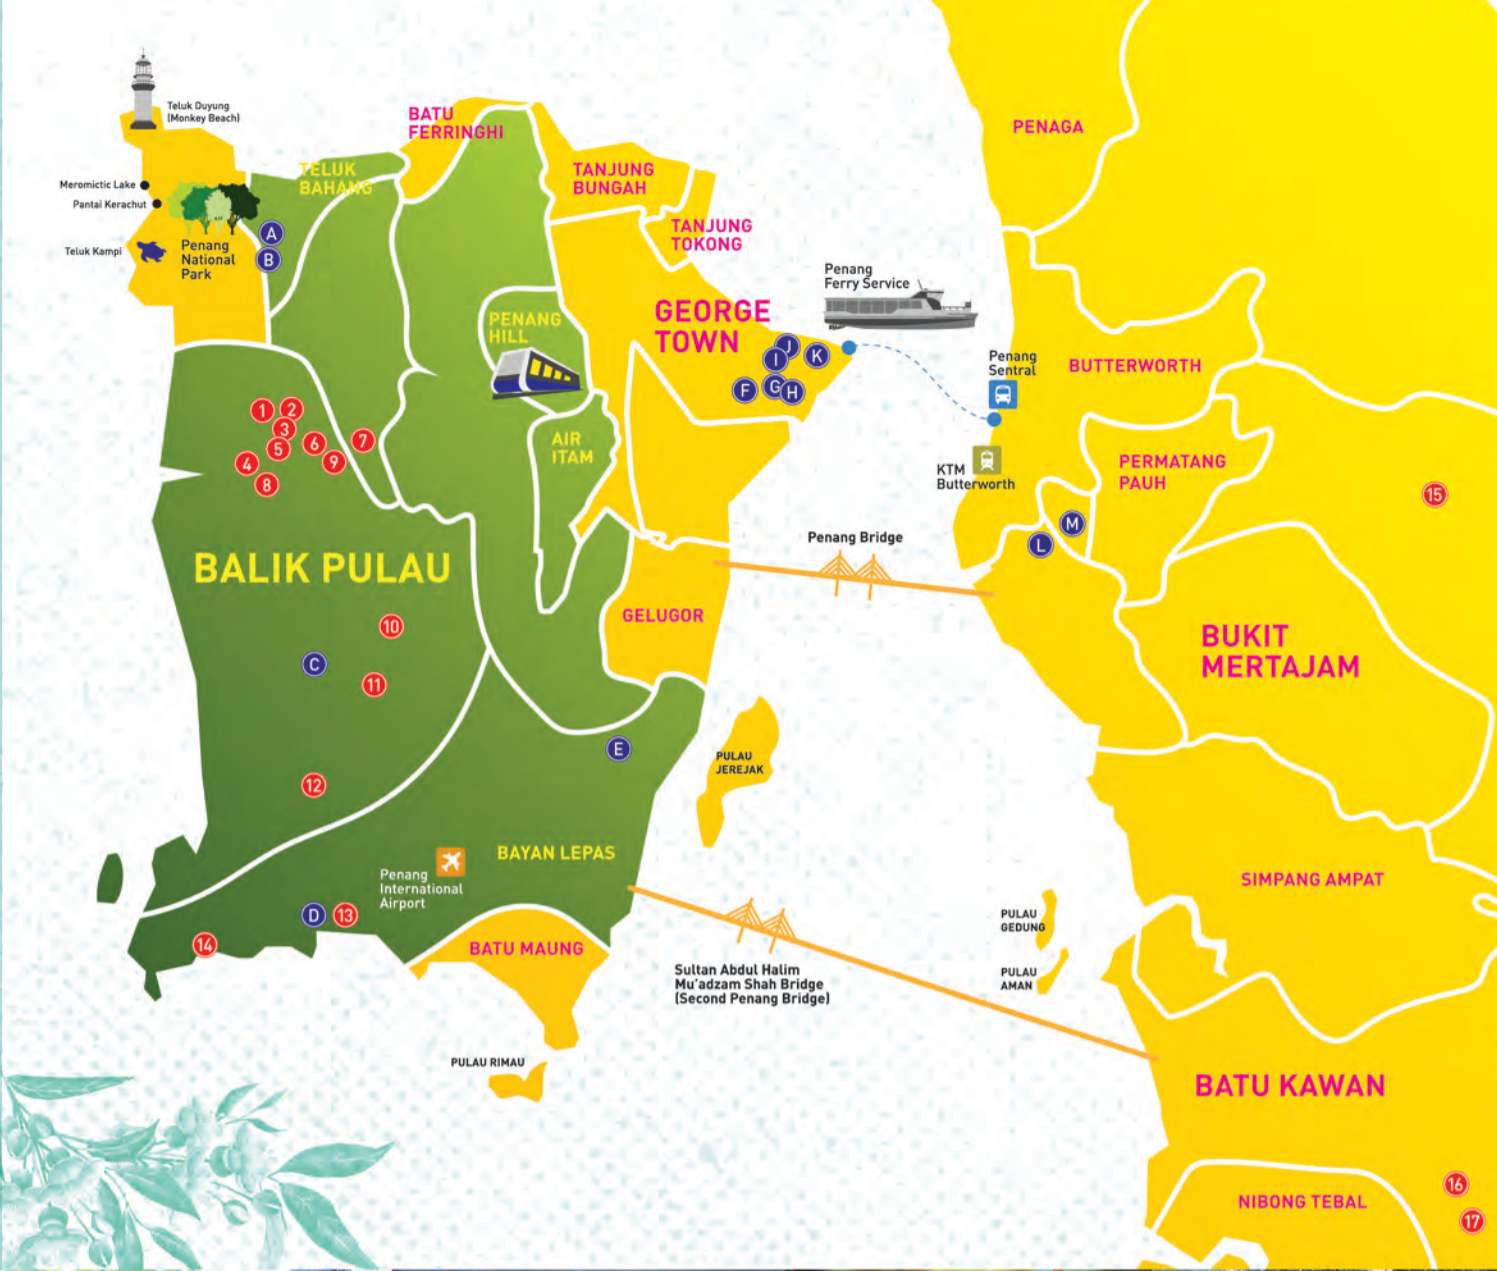 Teluk Duyung
(Monkey Beach)
Meromictic Lake
Pantai Kerachut
Teluk Kampi
Penang
National
Park
A
B
TELUK
BAHANG
BATU
FERRINGHI
TANJUNG
BUNGAH
TANJUNG
TOKONG
GEORGE
TOWN
PENANG
HILL
AIR
ITAM
J
I
K
F
G
H
Penang
Ferry Service
Penang
Sentral
KTM
Butterworth
PENAGA
BUTTERWORTH
PERMATANG
PAUH
M
L
15
1
2
3
4
5
6
7
8
9
BALIK PULAU
10
C
11
12
GELUGOR
Penang Bridge
BUKIT
MERTAJAM
E
PULAU
JEREJAK
BAYAN LEPAS
Penang
International
Airport
D
13
14
BATU MAUNG
PULAU RIMAU
Sultan Abdul Halim
Mu'adzam Shah Bridge
(Second Penang Bridge)
SIMPANG AMPAT
PULAU
GEDUNG
PULAU
AMAN
BATU KAWAN
NIBONG TEBAL
16
17